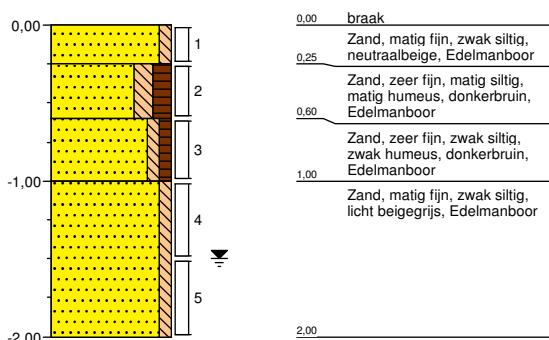 0,00
1
2
3
-1,00
4
5
-2,00
0,00
braak
Zand, matig fijn, zwak siltig,
neutraalbeige, Edelmanboor
0,25
Zand, zeer fijn, matig siltig,
matig humeus, donkerbruin,
Edelmanboor
0,60
Zand, zeer fijn, zwak siltig,
zwak humeus, donkerbruin,
Edelmanboor
1,00
Zand, matig fijn, zwak siltig,
licht beigegrijs, Edelmanboor
2,00